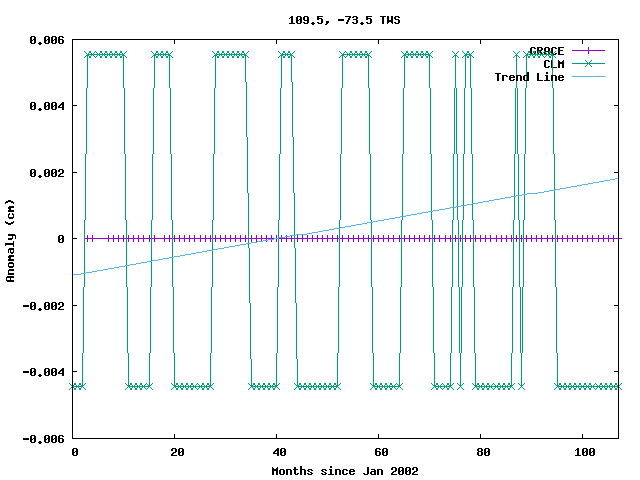 109.5, -73.5 TWS
GRACE
CLM
Trend Line
0.006
0.004
0.002
0
-0.002
-0.004
-0.006
Anomaly (cm)
0 20 40 60 80 100
Months since Jan 2002